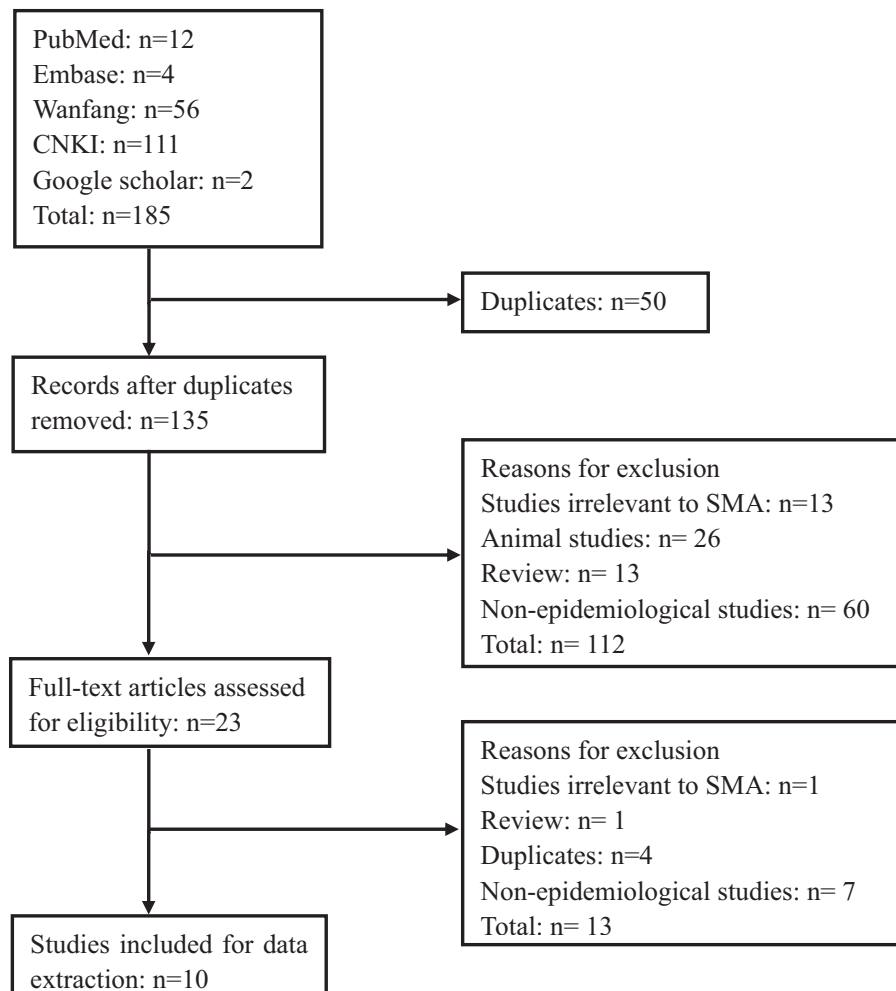 PubMed: n=12
Embase: n=4
Wanfang: n=56
CNKI: n=111
Google scholar: n=2
Total: n=185
Duplicates: n=50
Records after duplicates
removed: n=135
Reasons for exclusion
Studies irrelevant to SMA: n=13
Animal studies: n= 26
Review: n= 13
Non-epidemiological studies: n= 60
Total: n= 112
Full-text articles assessed
for eligibility: n=23
Reasons for exclusion
Studies irrelevant to SMA: n=1
Review: n= 1
Duplicates: n=4
Non-epidemiological studies: n= 7
Total: n= 13
Studies included for data
extraction: n=10